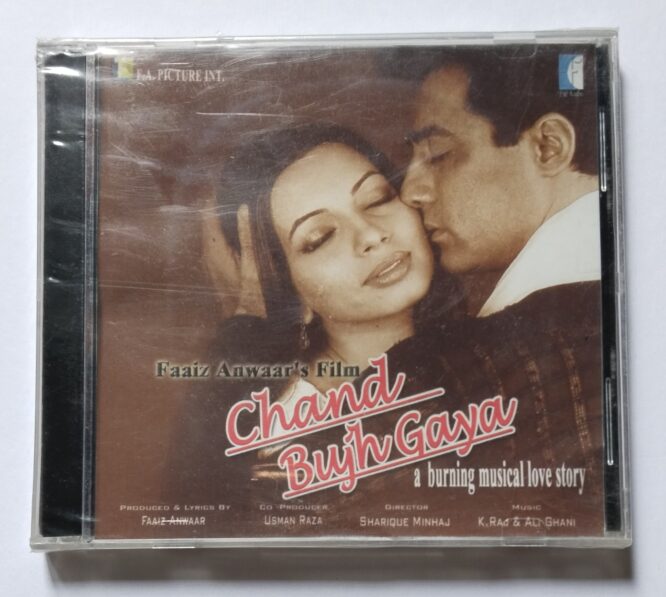 F.A. PICTURE INT.
Faaiz Anwaar's Film
Chand
Bujh Gaya
a burning musical love story
PRODUCED & LYRICS BY
FAAIZ ANWAAR
CO PRODUCER
USMAN RAZA
DIRECTOR
SHARIQUE MINHAJ
MUSIC
K.RAJ & ALI GHANI